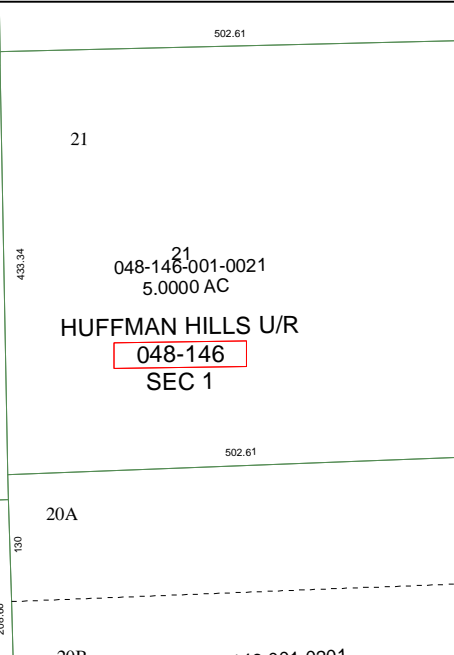 502.61
21
433.34
21
048-146-001-0021
5.0000 AC
HUFFMAN HILLS U/R
048-146
SEC 1
502.61
20A
130